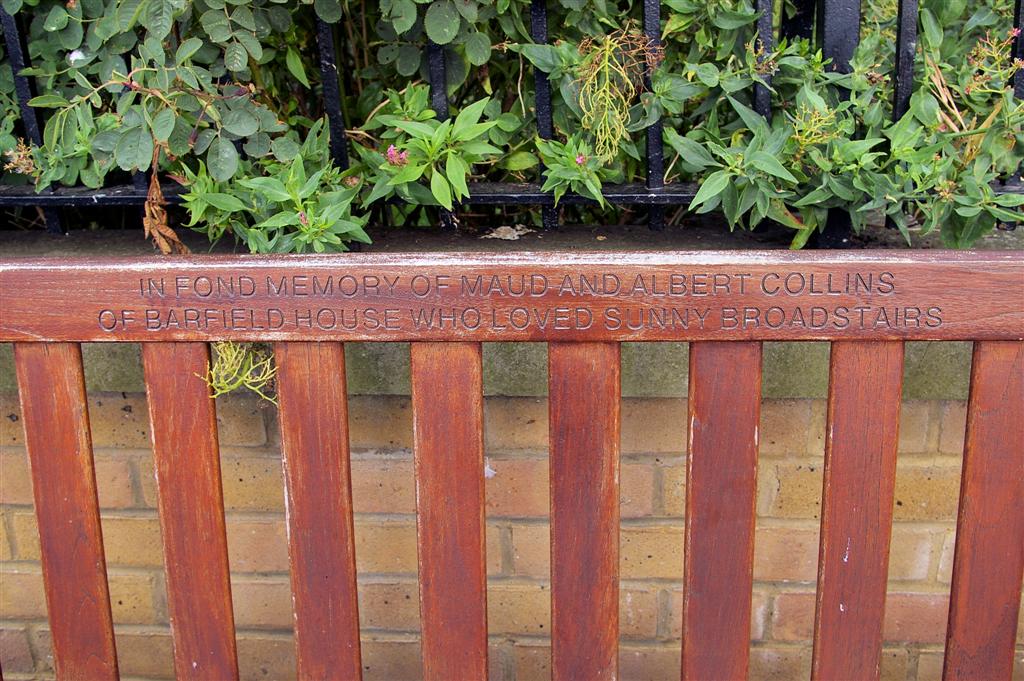 IN FOND MEMORY OF MAUD AND ALBERT COLLINS
OF BARFIELD HOUSE WHO LOVED SUNNY BROADSTAIRS